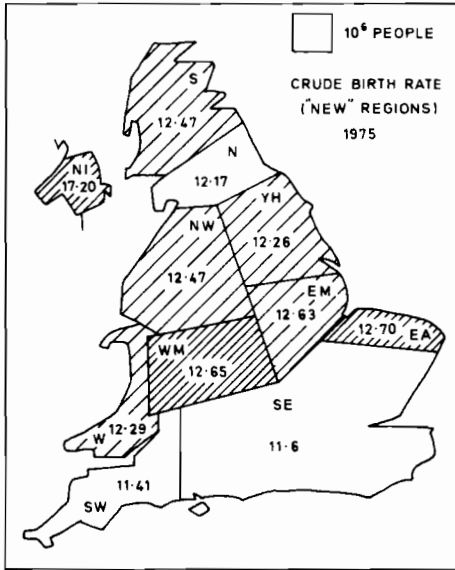 10⁶ PEOPLE
CRUDE BIRTH RATE
("NEW" REGIONS)
1975
S
12·47
N
12·17
NI
17·20
YH
12·26
NW
12·47
EM
12·63
12·70
EA
WM
12·65
SE
11·6
12·29
W
11·41
SW